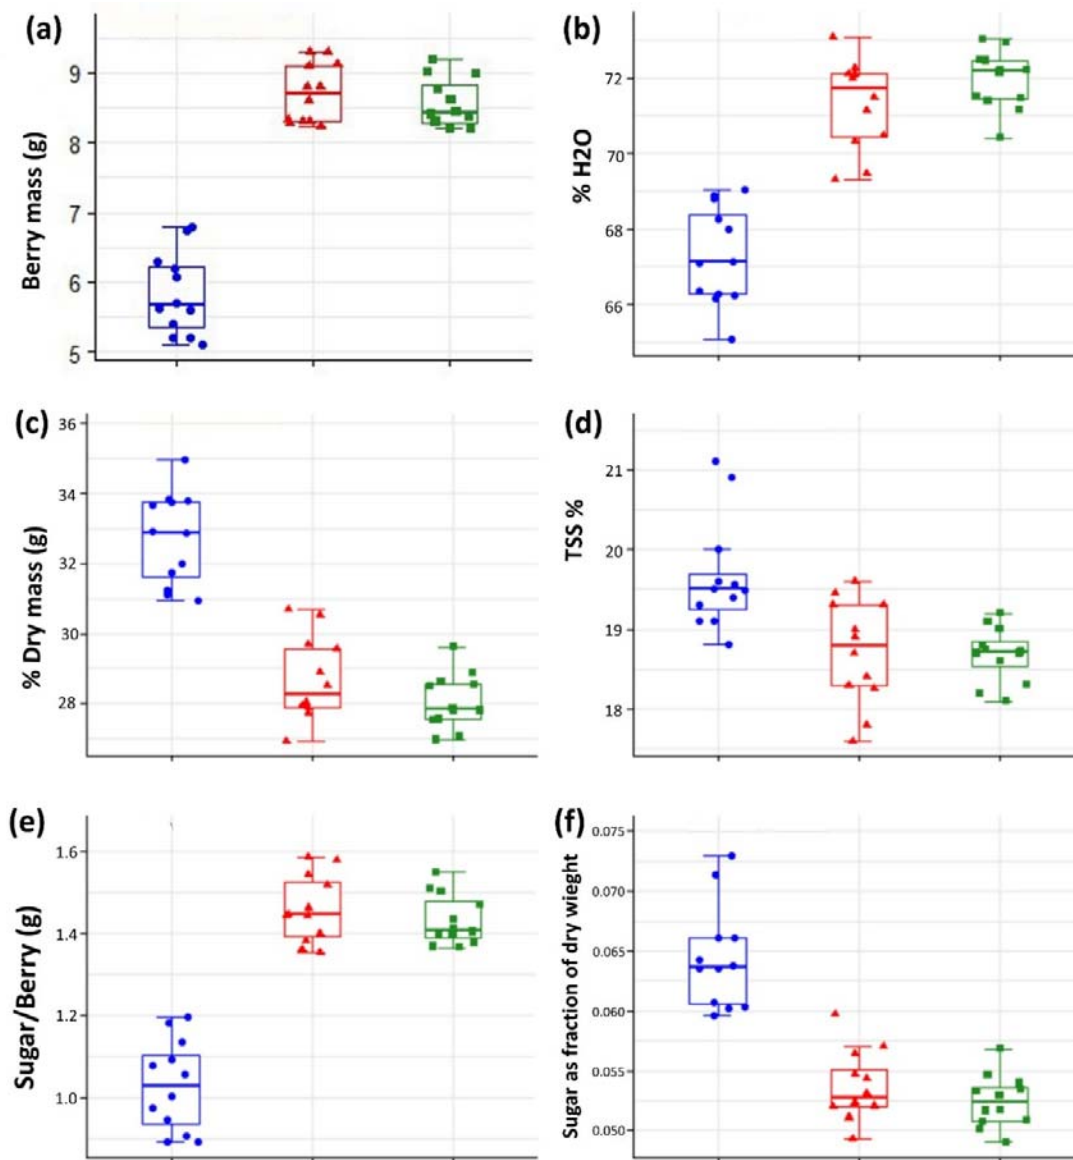 (a)
Berry mass (g)
9
8
7
6
5
(b)
% H2O
72
70
68
66
(c)
% Dry mass (g)
36
34
32
30
28
(d)
TSS %
21
20
19
18
(e)
Sugar/Berry (g)
1.6
1.4
1.2
1.0
(f)
Sugar as fraction of dry wieght
0.075
0.070
0.065
0.060
0.055
0.050